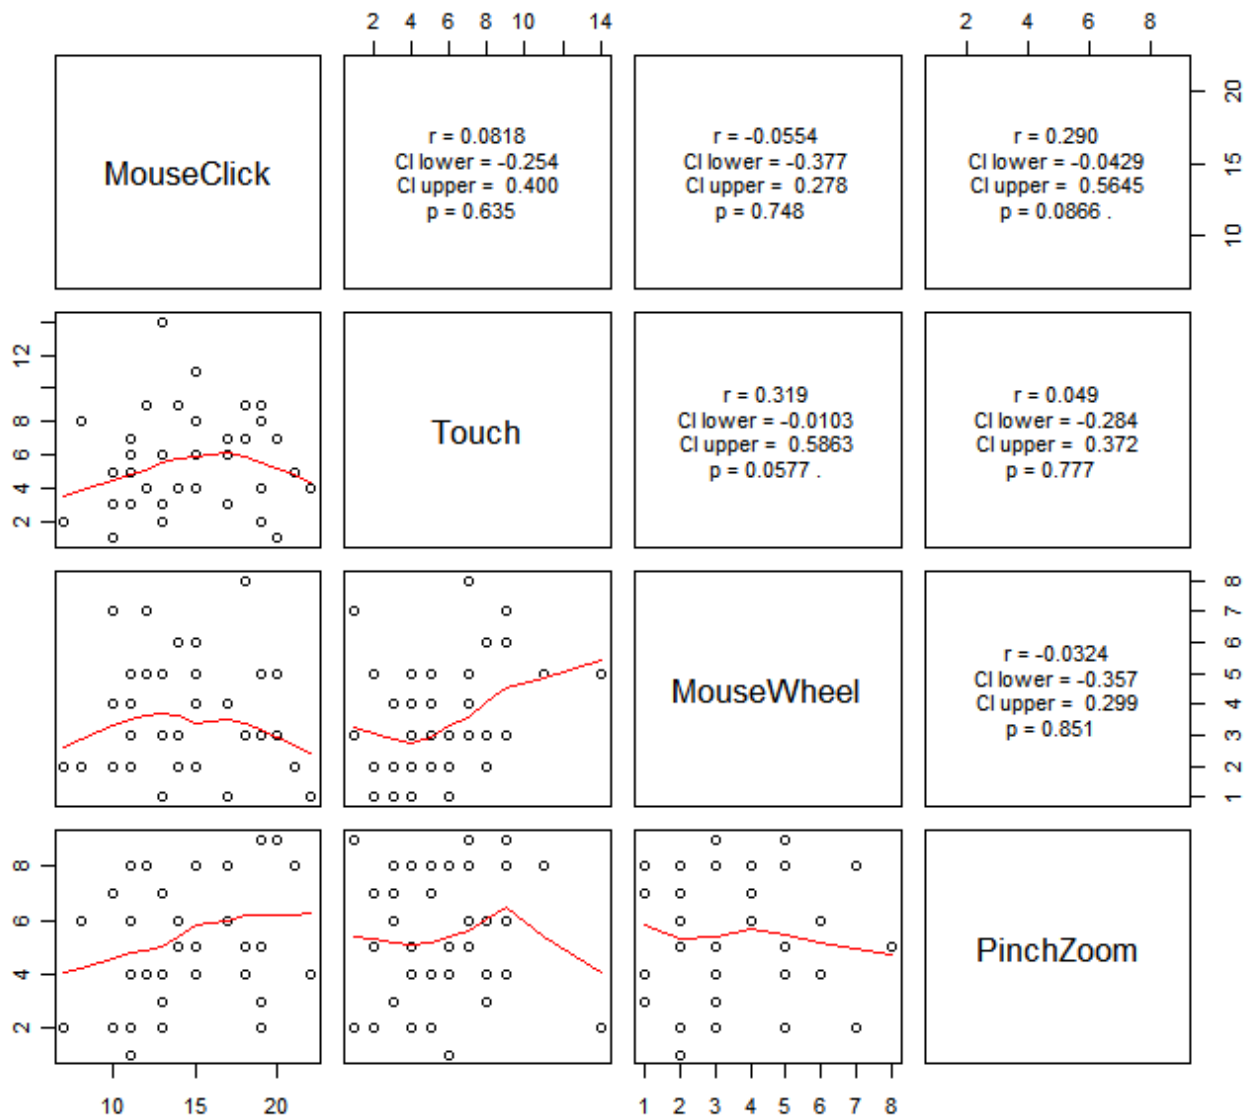 2 4 6 8 10 14
2 4 6 8
MouseClick
r = 0.0818
CI lower = -0.254
CI upper = 0.400
p = 0.635
r = -0.0554
CI lower = -0.377
CI upper = 0.278
p = 0.748
r = 0.290
CI lower = -0.0429
CI upper = 0.5645
p = 0.0866 .
20
15
10
12
8
6
4
2
Touch
r = 0.319
CI lower = -0.0103
CI upper = 0.5863
p = 0.0577 .
r = 0.049
CI lower = -0.284
CI upper = 0.372
p = 0.777
MouseWheel
r = -0.0324
CI lower = -0.357
CI upper = 0.299
p = 0.851
8
7
6
5
4
3
2
1
8
6
4
2
PinchZoom
10 15 20
1 2 3 4 5 6 7 8